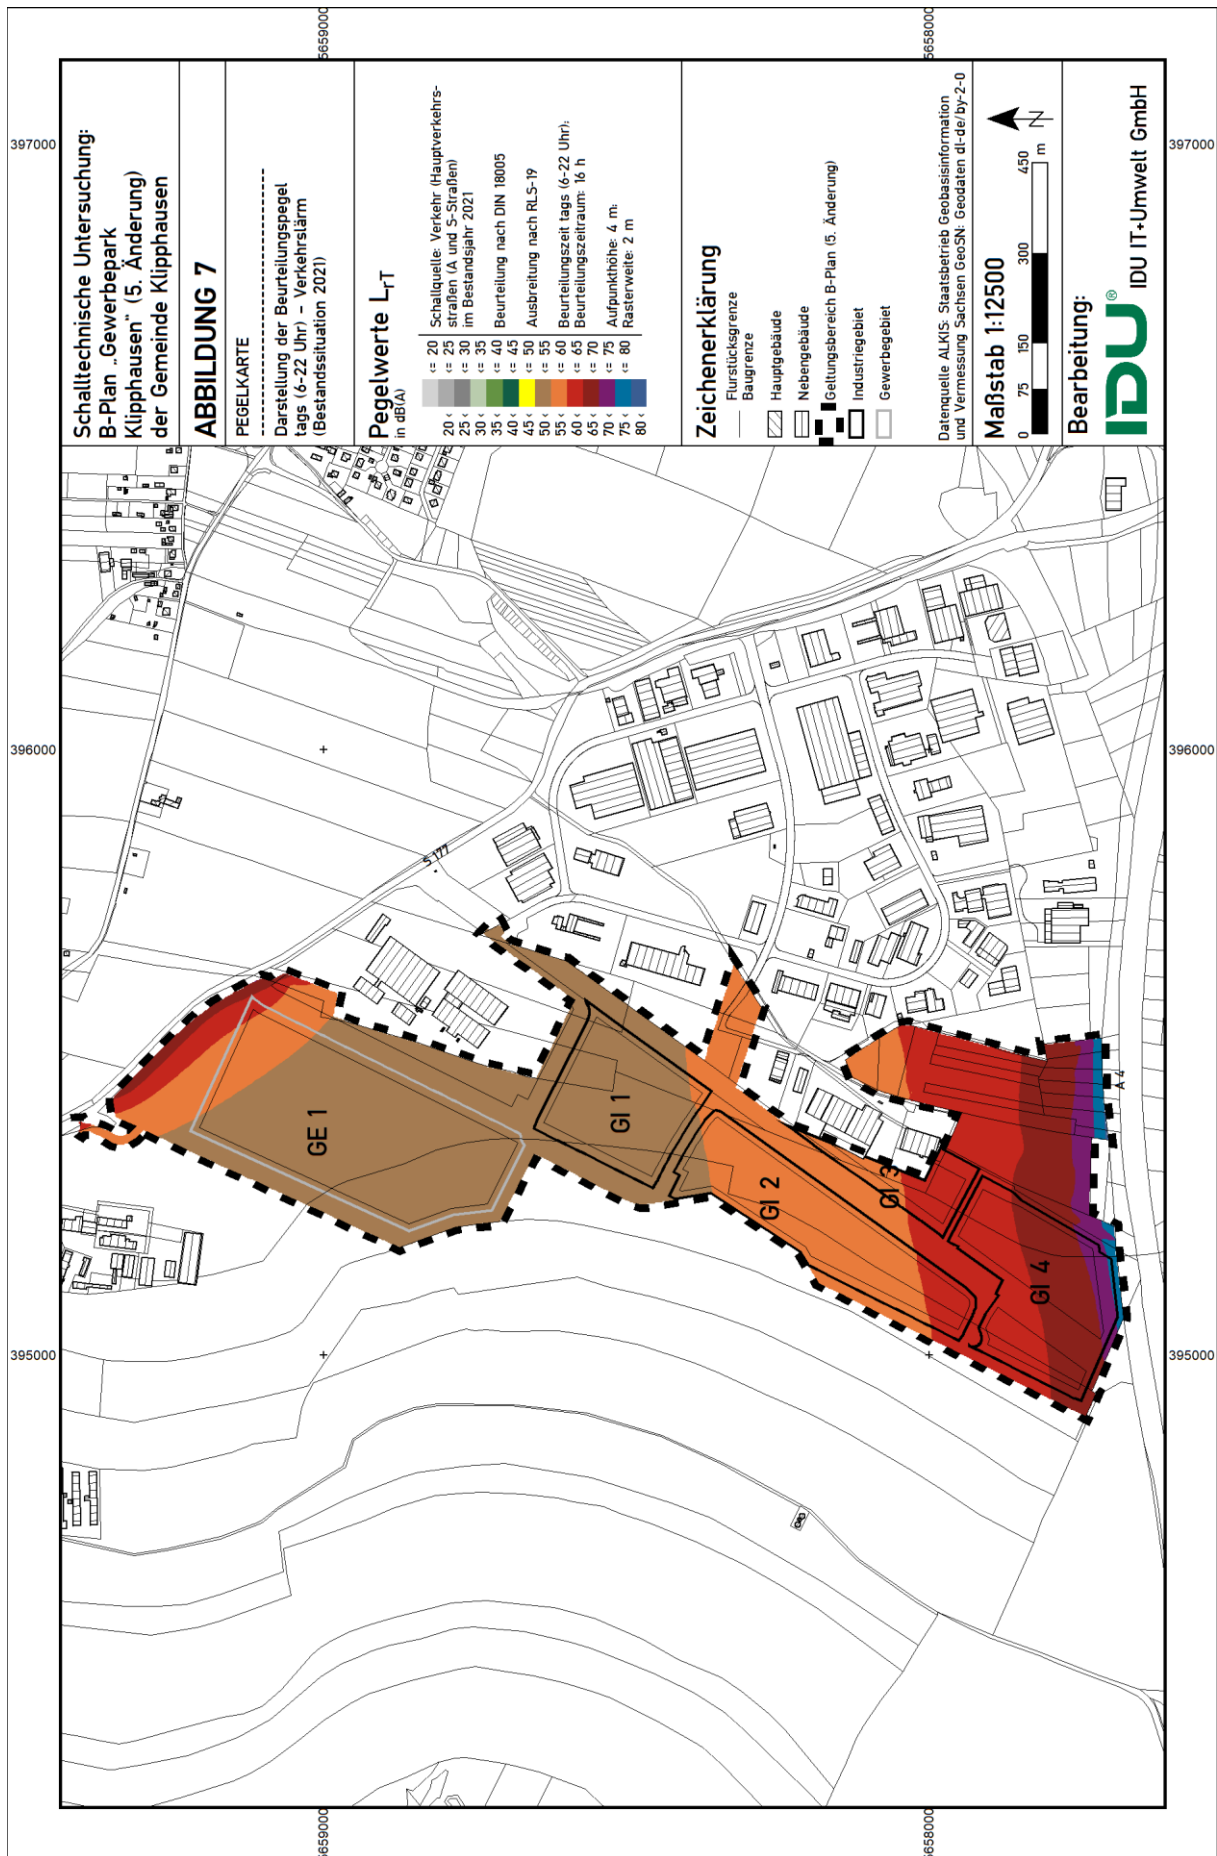 Schalltechnische Untersuchung:
B-Plan „Gewerbepark
Klipphausen" (5. Änderung)
der Gemeinde Klipphausen
ABBILDUNG 7
PEGELKARTE
Darstellung der Beurteilungspegel
tags (6-22 Uhr) – Verkehrslärm
(Bestandssituation 2021)
Pegelwerte LrT
in dB(A)
<= 20
20 < <= 25
25 < <= 30
30 < <= 35
35 < <= 40
40 < <= 45
45 < <= 50
50 < <= 55
55 < <= 60
60 < <= 65
65 < <= 70
70 < <= 75
75 < <= 80
80 <
Schallquelle: Verkehr (Hauptverkehrs-
straßen (A und S-Straßen)
im Bestandsjahr 2021
Beurteilung nach DIN 18005
Ausbreitung nach RLS-19
Beurteilungszeit tags (6-22 Uhr):
Beurteilungszeitraum: 16 h
Aufpunkthöhe: 4 m:
Rasterweite: 2 m
Zeichenerklärung
Flurstücksgrenze
Baugrenze
Hauptgebäude
Nebengebäude
Geltungsbereich B-Plan (5. Änderung)
Industriegebiet
Gewerbegebiet
Datenquelle ALKIS: Staatsbetrieb Geobasisinformation
und Vermessung Sachsen GeoSN: Geodaten dl-de/by-2-0
Maßstab 1:12500
0 75 150 300 450
m
N
Bearbeitung:
IDU® IDU IT+Umwelt GmbH
397000
397000
396000
396000
395000
395000
5659000
5658000
5659000
5658000
S 177
A 4
GE 1
GI 1
GI 2
GI 3
GI 4